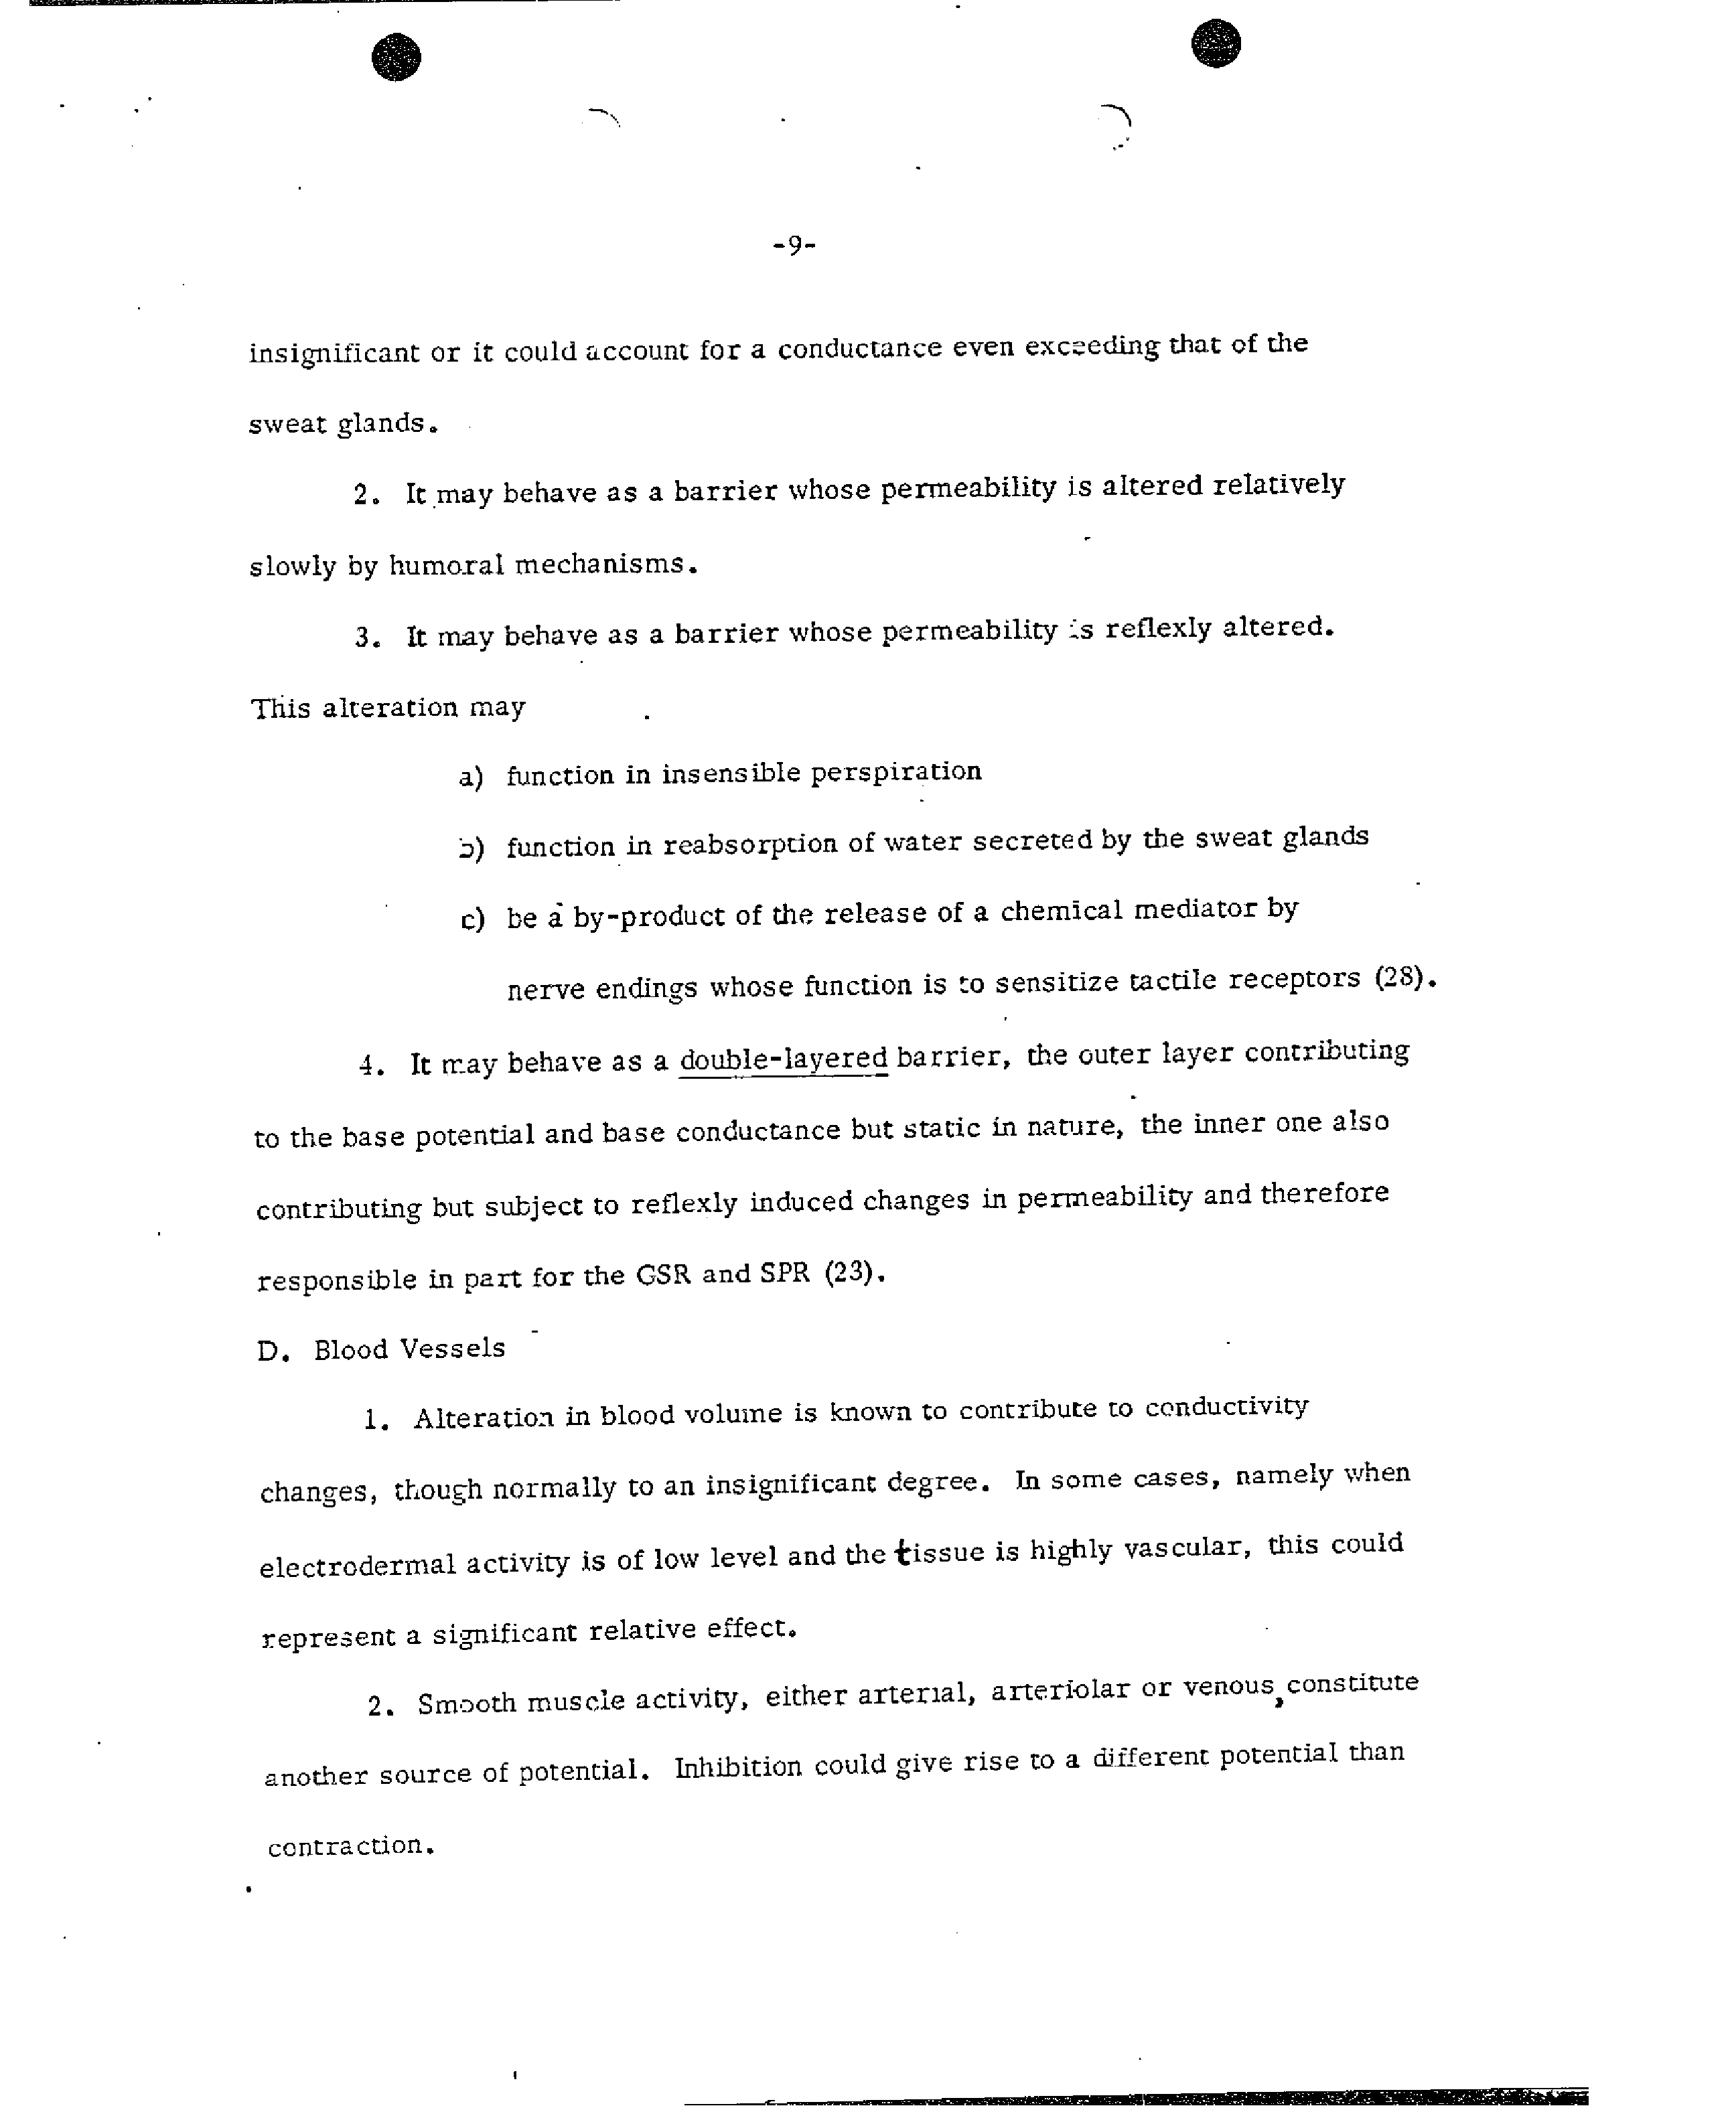 -9-
insignificant or it could account for a conductance even exceeding that of the
sweat glands.
2. It may behave as a barrier whose permeability is altered relatively
slowly by humoral mechanisms.
3. It may behave as a barrier whose permeability is reflexly altered.
This alteration may
a) function in insensible perspiration
b) function in reabsorption of water secreted by the sweat glands
c) be a by-product of the release of a chemical mediator by
nerve endings whose function is to sensitize tactile receptors (28).
4. It may behave as a double-layered barrier, the outer layer contributing
to the base potential and base conductance but static in nature, the inner one also
contributing but subject to reflexly induced changes in permeability and therefore
responsible in part for the GSR and SPR (23).
D. Blood Vessels
1. Alteration in blood volume is known to contribute to conductivity
changes, though normally to an insignificant degree. In some cases, namely when
electrodermal activity is of low level and the tissue is highly vascular, this could
represent a significant relative effect.
2. Smooth muscle activity, either arterial, arteriolar or venous, constitute
another source of potential. Inhibition could give rise to a different potential than
contraction.